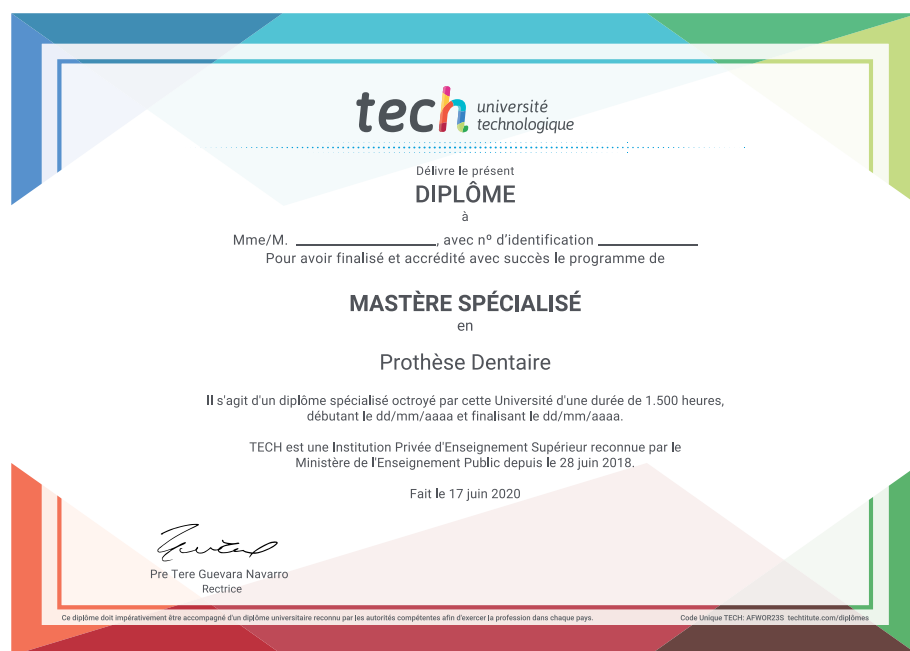 tech université
technologique
Délivre le présent
DIPLÔME
à
Mme/M. ____________________, avec nº d'identification ______________
Pour avoir finalisé et accrédité avec succès le programme de
MASTÈRE SPÉCIALISÉ
en
Prothèse Dentaire
Il s'agit d'un diplôme spécialisé octroyé par cette Université d'une durée de 1.500 heures,
débutant le dd/mm/aaaa et finalisant le dd/mm/aaaa.
TECH est une Institution Privée d'Enseignement Supérieur reconnue par le
Ministère de l'Enseignement Public depuis le 28 juin 2018.
Fait le 17 juin 2020
Pre Tere Guevara Navarro
Rectrice
Ce diplôme doit impérativement être accompagné d'un diplôme universitaire reconnu par les autorités compétentes afin d'exercer la profession dans chaque pays.
Code Unique TECH: AFWOR23S techtitute.com/diplômes